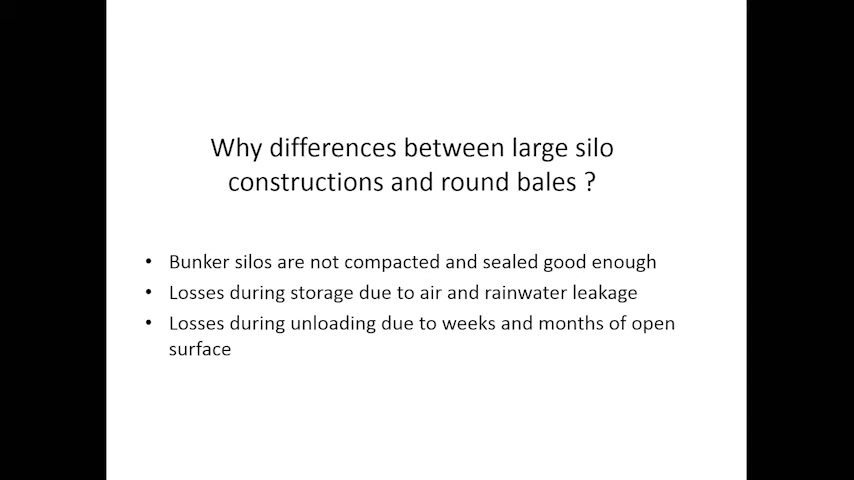 Why differences between large silo
constructions and round bales ?
• Bunker silos are not compacted and sealed good enough
• Losses during storage due to air and rainwater leakage
• Losses during unloading due to weeks and months of open
surface